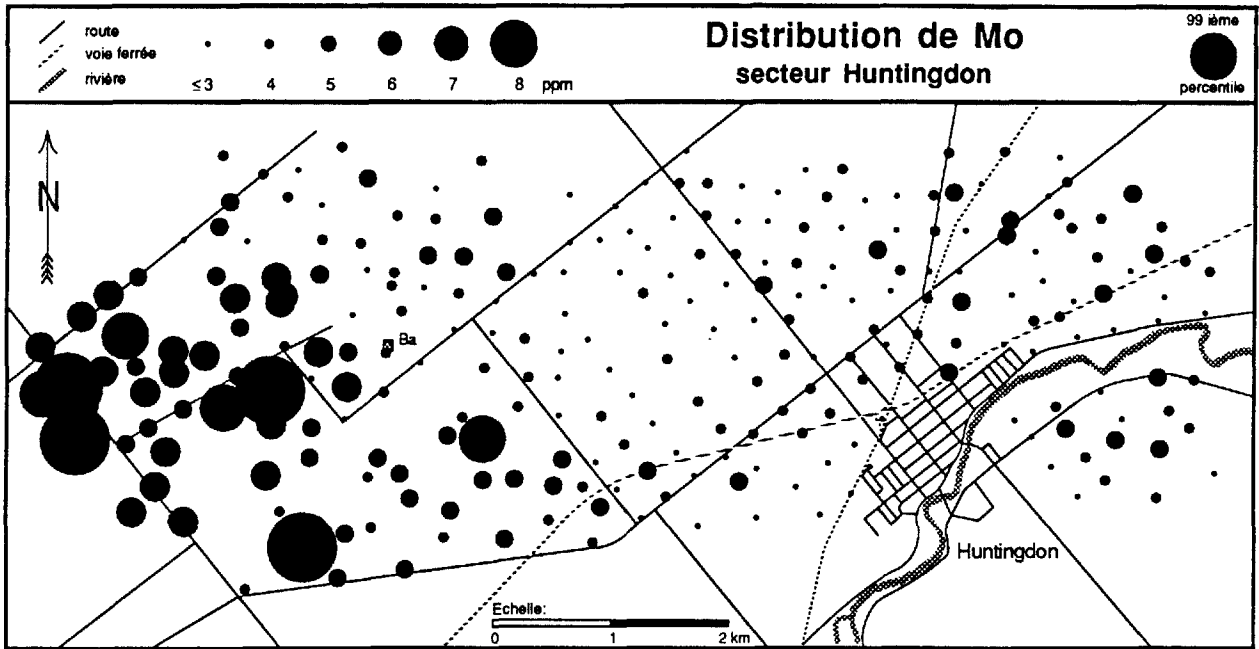 route
voie ferrée
rivière
≤3 4 5 6 7 8 ppm
Distribution de Mo
secteur Huntingdon
99 ième
percentile
N
Ba
Huntingdon
Echelle:
0 1 2 km